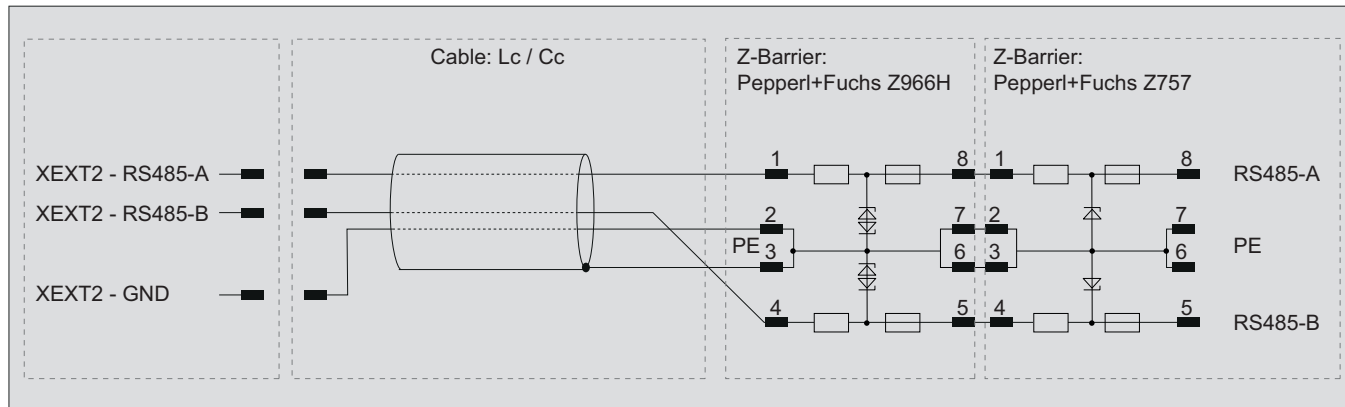 Cable: Lc / Cc
Z-Barrier:
Pepperl+Fuchs Z966H
Z-Barrier:
Pepperl+Fuchs Z757
XEXT2 - RS485-A
1
8
1
8
RS485-A
XEXT2 - RS485-B
2
7
2
7
PE
PE
3
6
3
6
XEXT2 - GND
4
5
4
5
RS485-B